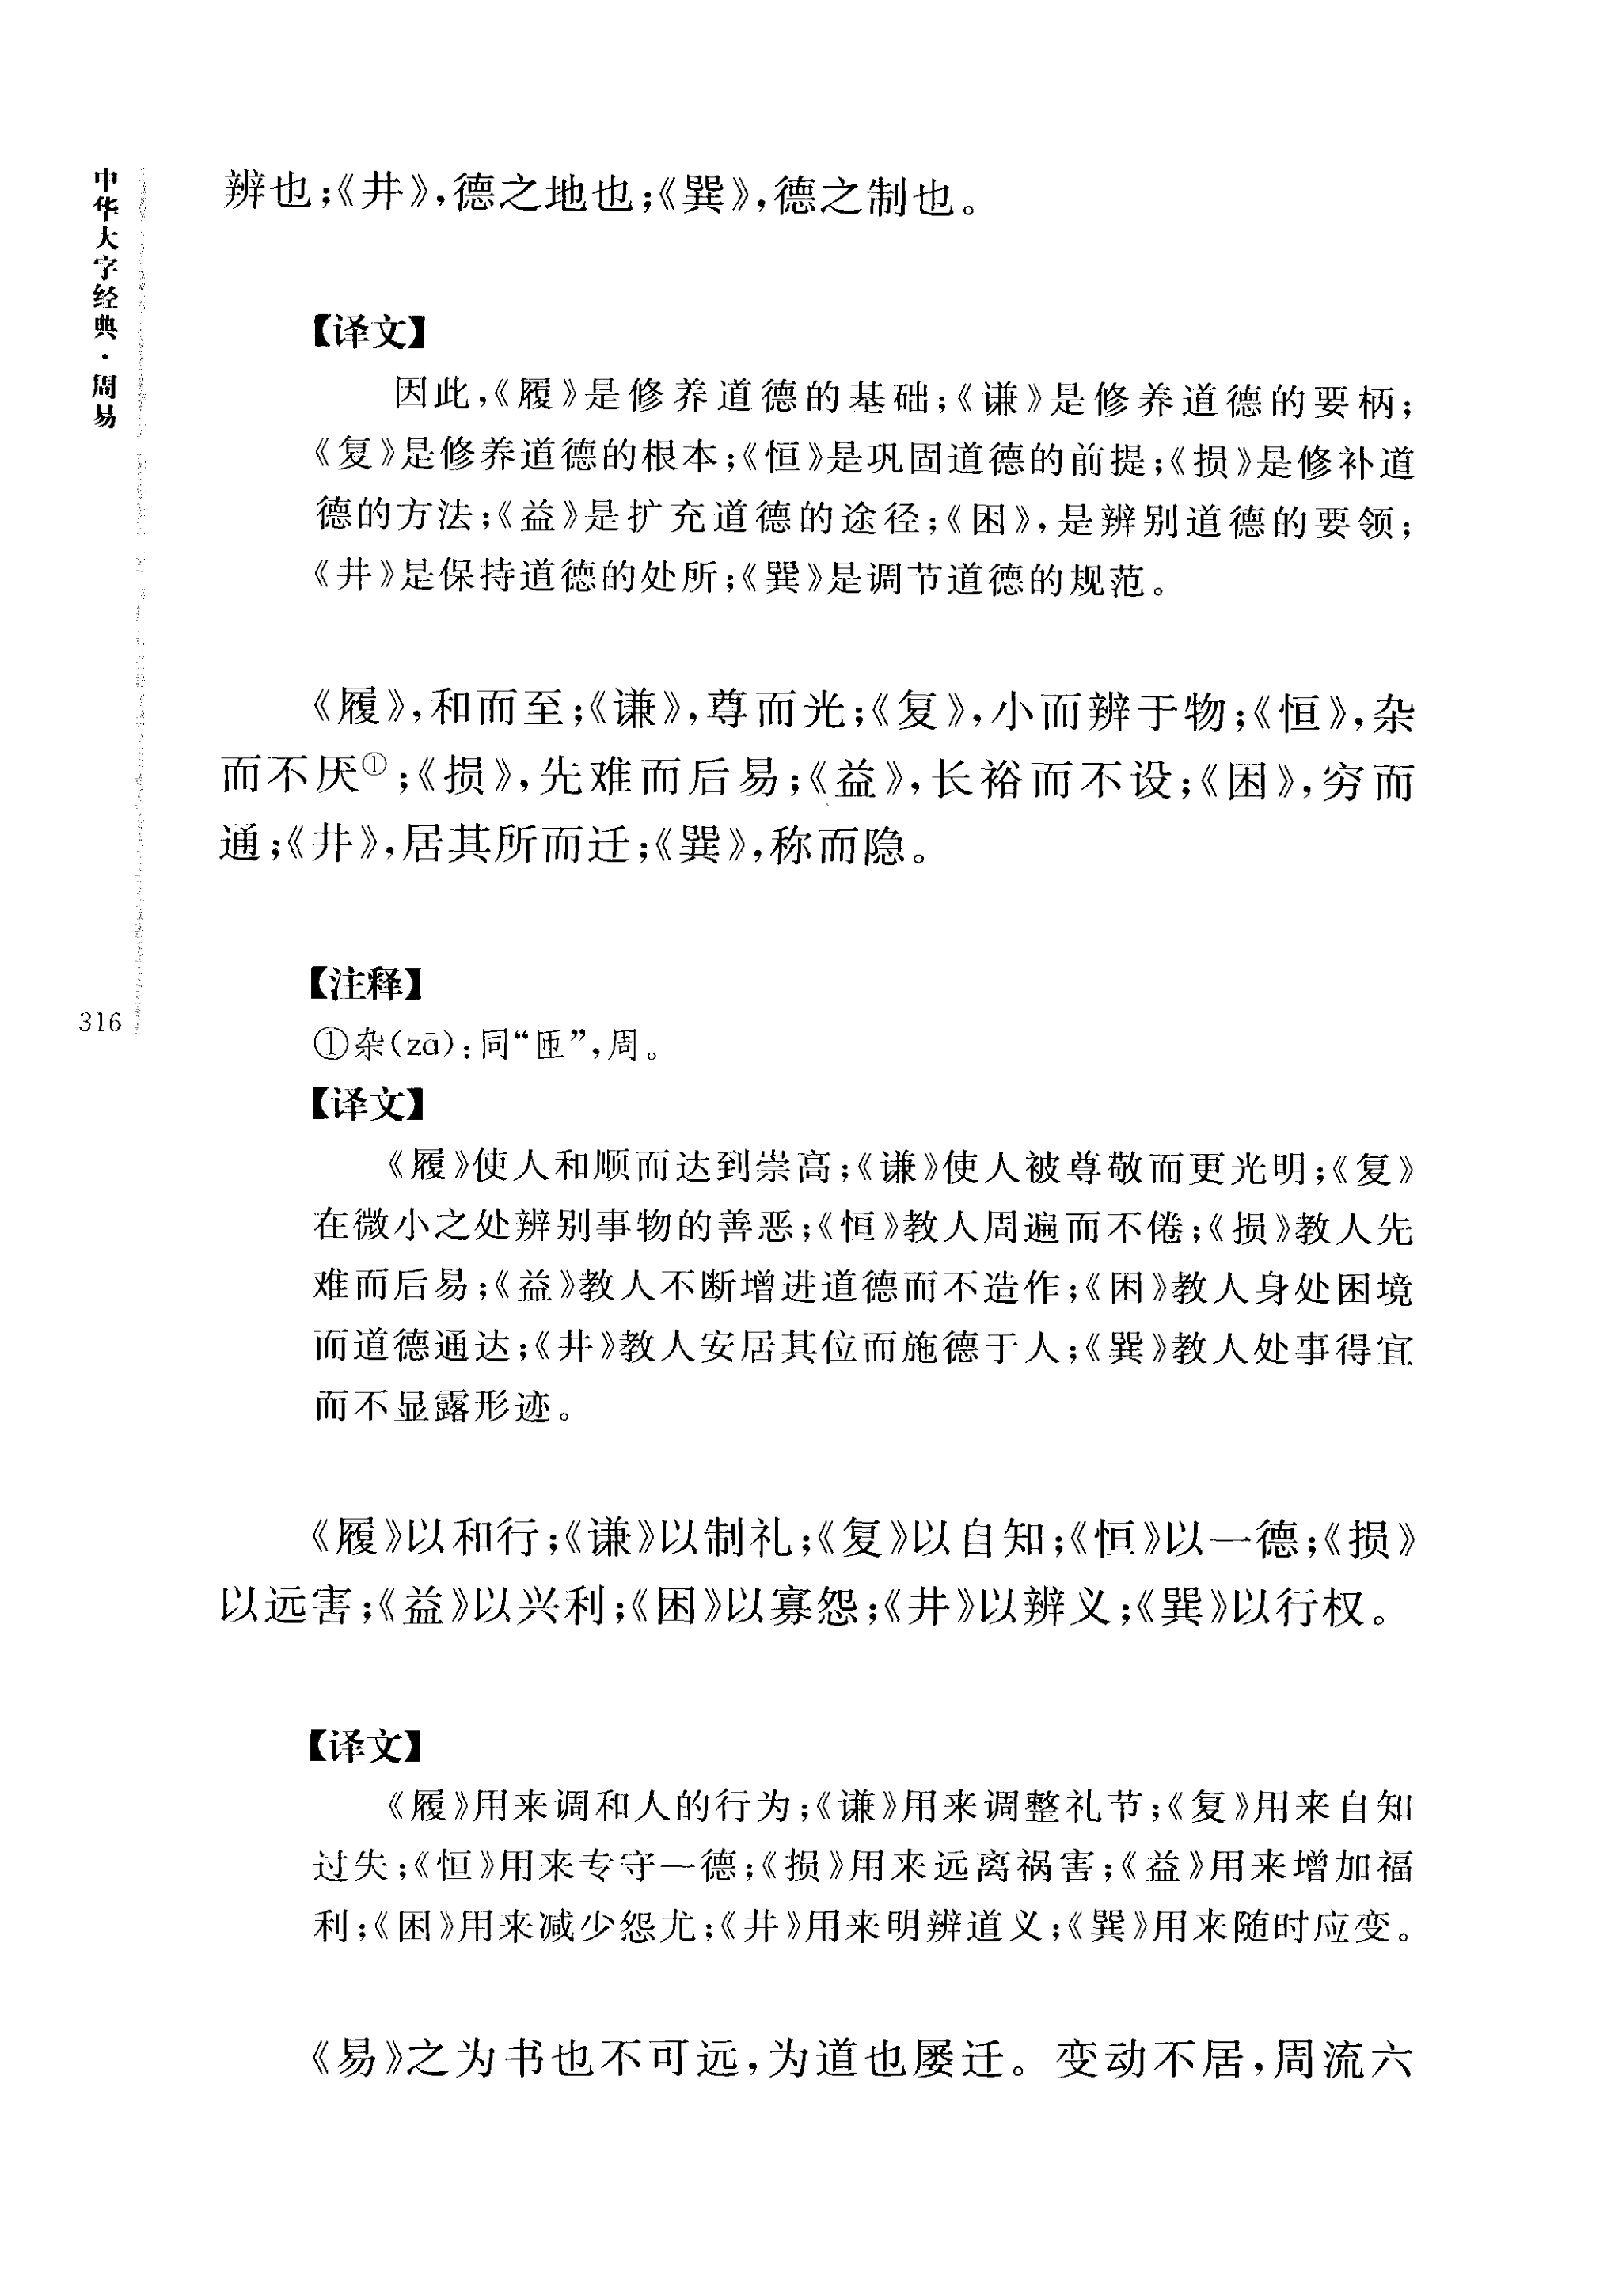 中华大字经典·周易
辨也;《井》,德之地也;《巽》,德之制也。
【译文】
因此,《履》是修养道德的基础;《谦》是修养道德的要柄;
《复》是修养道德的根本;《恒》是巩固道德的前提;《损》是修补道
德的方法;《益》是扩充道德的途径;《困》,是辨别道德的要领;
《井》是保持道德的处所;《巽》是调节道德的规范。
《履》,和而至;《谦》,尊而光;《复》,小而辨于物;《恒》,杂
而不厌①;《损》,先难而后易;《益》,长裕而不设;《困》,穷而
通;《井》,居其所而迁;《巽》,称而隐。
【注释】
①杂(zā):同“匝”,周。
【译文】
《履》使人和顺而达到崇高;《谦》使人被尊敬而更光明;《复》
在微小之处辨别事物的善恶;《恒》教人周遍而不倦;《损》教人先
难而后易;《益》教人不断增进道德而不造作;《困》教人身处困境
而道德通达;《井》教人安居其位而施德于人;《巽》教人处事得宜
而不显露形迹。
《履》以和行;《谦》以制礼;《复》以自知;《恒》以一德;《损》
以远害;《益》以兴利;《困》以寡怨;《井》以辨义;《巽》以行权。
【译文】
《履》用来调和人的行为;《谦》用来调整礼节;《复》用来自知
过失;《恒》用来专守一德;《损》用来远离祸害;《益》用来增加福
利;《困》用来减少怨尤;《井》用来明辨道义;《巽》用来随时应变。
《易》之为书也不可远,为道也屡迁。变动不居,周流六
316